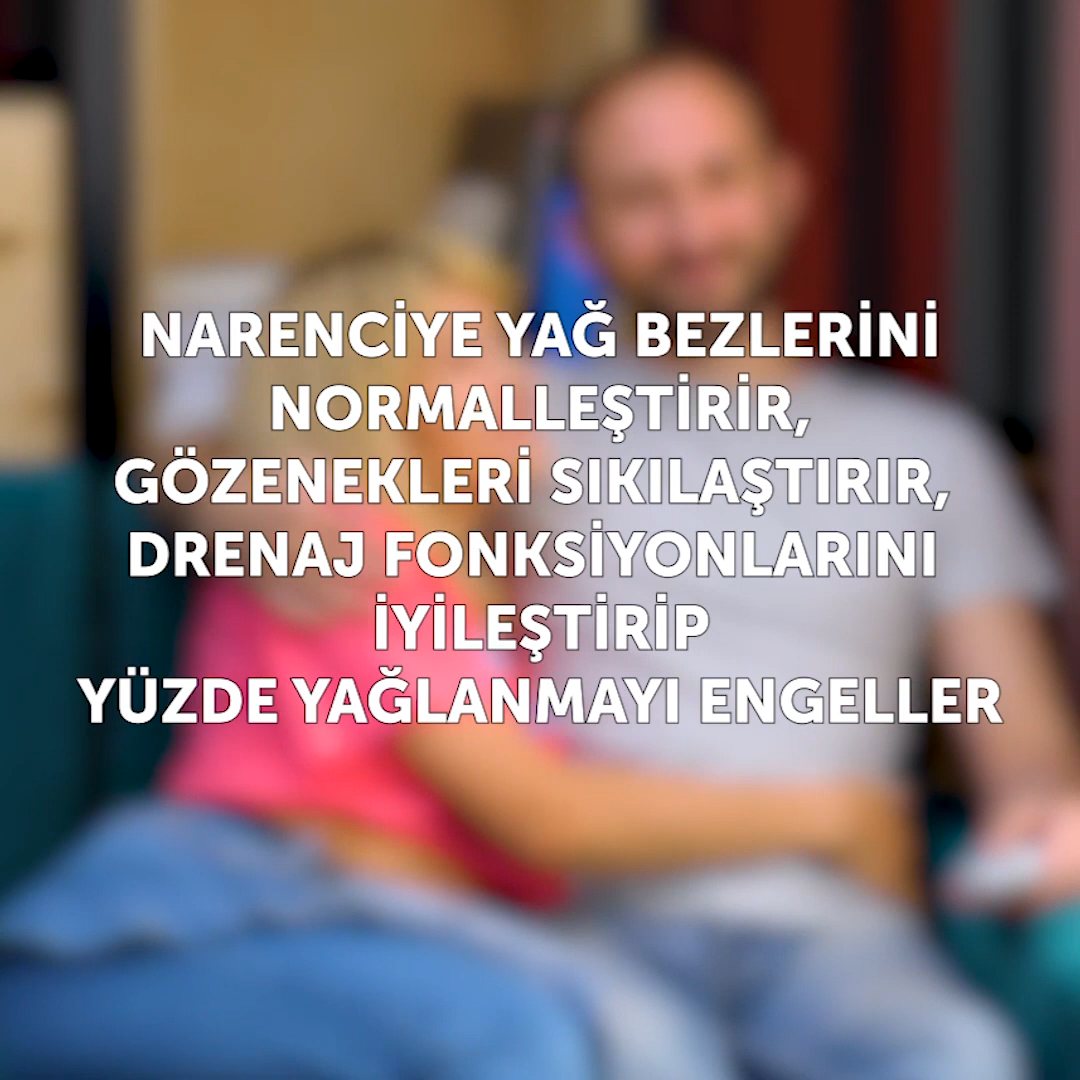 NARENCİYE YAĞ BEZLERİNİ
NORMALLEŞTİRİR,
GÖZENEKLERİ SIKILAŞTIRIR,
DRENAJ FONKSİYONLARINI
İYİLEŞTİRİP
YÜZDE YAĞLANMAYI ENGELLER